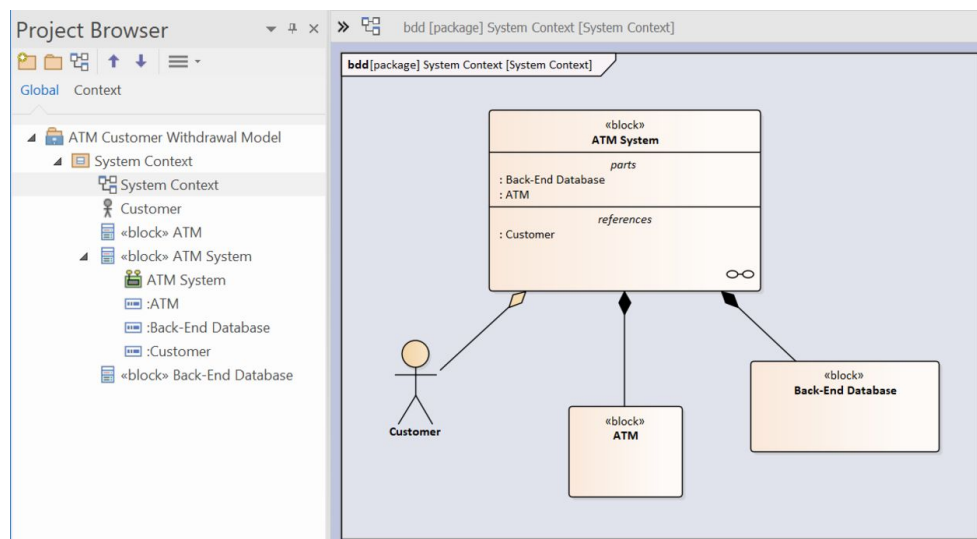 Project Browser
Global Context
ATM Customer Withdrawal Model
System Context
System Context
Customer
«block» ATM
«block» ATM System
ATM System
:ATM
:Back-End Database
:Customer
«block» Back-End Database
bdd [package] System Context [System Context]
bdd[package] System Context [System Context]
«block»
ATM System
parts
: Back-End Database
: ATM
references
: Customer
Customer
«block»
ATM
«block»
Back-End Database